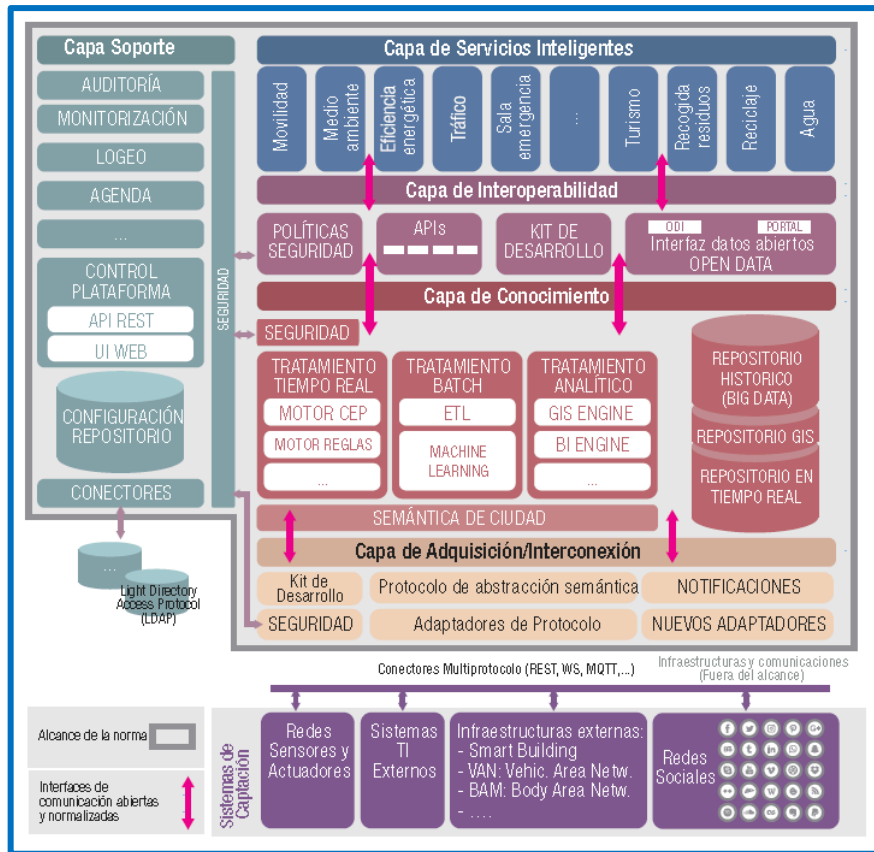 Capa Soporte
AUDITORÍA
MONITORIZACIÓN
LOGEO
AGENDA
...
CONTROL
PLATAFORMA
API REST
UI WEB
CONFIGURACIÓN
REPOSITORIO
CONECTORES
SEGURIDAD
...
Light Directory
Access Protocol
(LDAP)
Capa de Servicios Inteligentes
Movilidad
Medio
ambiente
Eficiencia
energética
Tráfico
Sala
emergencia
...
Turismo
Recogida
residuos
Reciclaje
Agua
Capa de Interoperabilidad
POLÍTICAS
SEGURIDAD
APIs
KIT DE
DESARROLLO
ODI
PORTAL
Interfaz datos abiertos
OPEN DATA
Capa de Conocimiento
SEGURIDAD
TRATAMIENTO
TIEMPO REAL
MOTOR CEP
MOTOR REGLAS
...
TRATAMIENTO
BATCH
ETL
MACHINE
LEARNING
TRATAMIENTO
ANALÍTICO
GIS ENGINE
BI ENGINE
...
REPOSITORIO
HISTORICO
(BIG DATA)
REPOSITORIO GIS
REPOSITORIO EN
TIEMPO REAL
SEMÁNTICA DE CIUDAD
Capa de Adquisición/Interconexión
Kit de
Desarrollo
Protocolo de abstracción semántica
NOTIFICACIONES
SEGURIDAD
Adaptadores de Protocolo
NUEVOS ADAPTADORES
Conectores Multiprotocolo (REST, WS, MQTT,...)
Infraestructuras y comunicaciones
(Fuera del alcance)
Alcance de la norma
Interfaces de
comunicación abiertas
y normalizadas
Sistemas de
Captación
Redes
Sensores y
Actuadores
Sistemas
TI
Externos
Infraestructuras externas:
- Smart Building
- VAN: Vehic. Area Netw.
- BAM: Body Area Netw.
- ....
Redes
Sociales